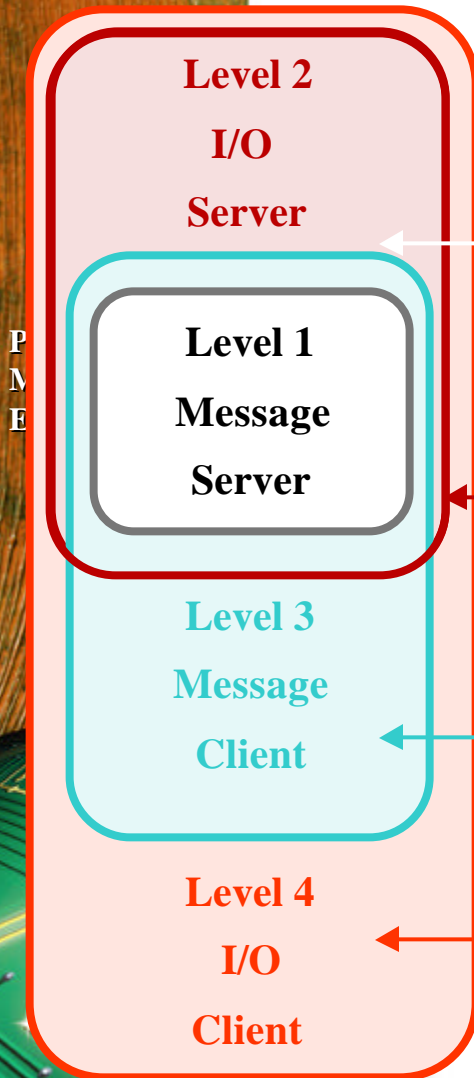 Level 2
I/O
Server
P
M
E
Level 1
Message
Server
Level 3
Message
Client
Level 4
I/O
Client